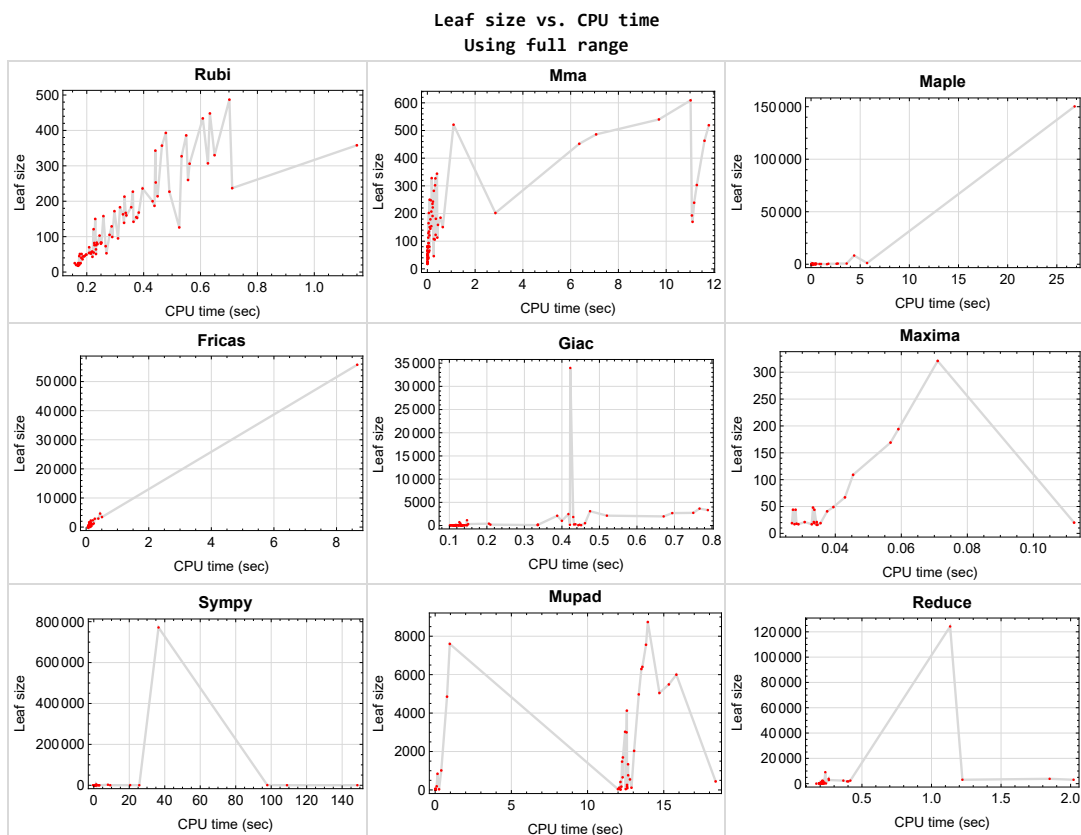 Leaf size vs. CPU time
Using full range
Rubi
Leaf size
500
400
300
200
100
0
0.2 0.4 0.6 0.8 1.0
CPU time (sec)
Mma
Leaf size
600
500
400
300
200
100
0
0 2 4 6 8 10 12
CPU time (sec)
Maple
Leaf size
150 000
100 000
50 000
0
0 5 10 15 20 25
CPU time (sec)
Fricas
Leaf size
50 000
40 000
30 000
20 000
10 000
0
0 2 4 6 8
CPU time (sec)
Giac
Leaf size
35 000
30 000
25 000
20 000
15 000
10 000
5000
0
0.1 0.2 0.3 0.4 0.5 0.6 0.7 0.8
CPU time (sec)
Maxima
Leaf size
300
250
200
150
100
50
0
0.04 0.06 0.08 0.10
CPU time (sec)
Sympy
Leaf size
800 000
600 000
400 000
200 000
0
0 20 40 60 80 100 120 140
CPU time (sec)
Mupad
Leaf size
8000
6000
4000
2000
0
0 5 10 15
CPU time (sec)
Reduce
Leaf size
120 000
100 000
80 000
60 000
40 000
20 000
0
0.5 1.0 1.5 2.0
CPU time (sec)